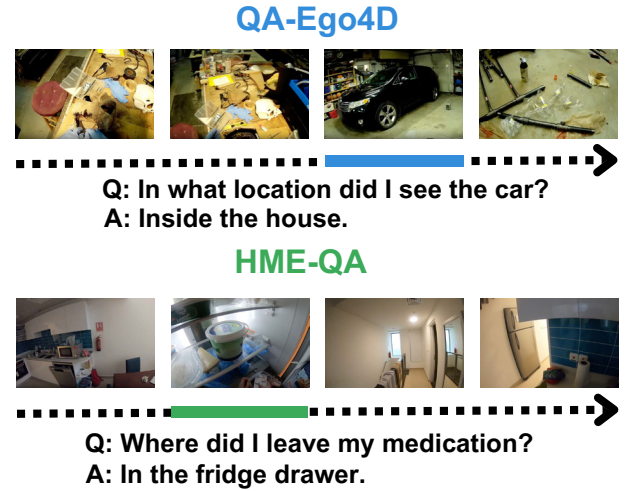 QA-Ego4D
Q: In what location did I see the car?
A: Inside the house.
HME-QA
Q: Where did I leave my medication?
A: In the fridge drawer.